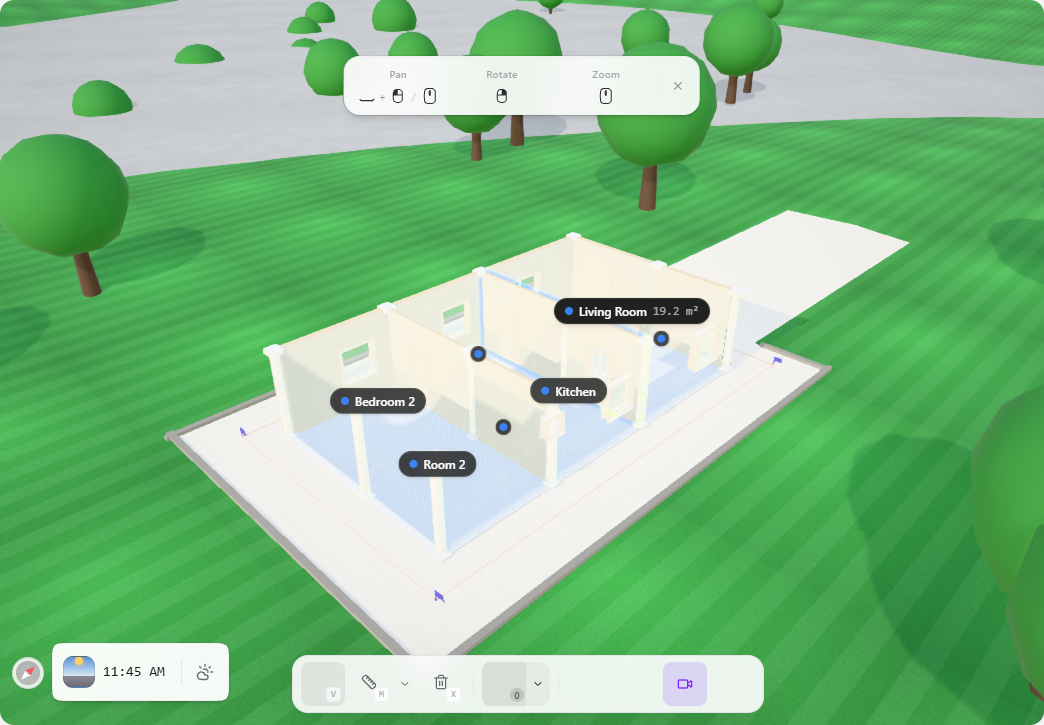 Pan Rotate Zoom
+ /
Living Room 19.2 m²
Kitchen
Bedroom 2
Room 2
11:45 AM
V M X 0